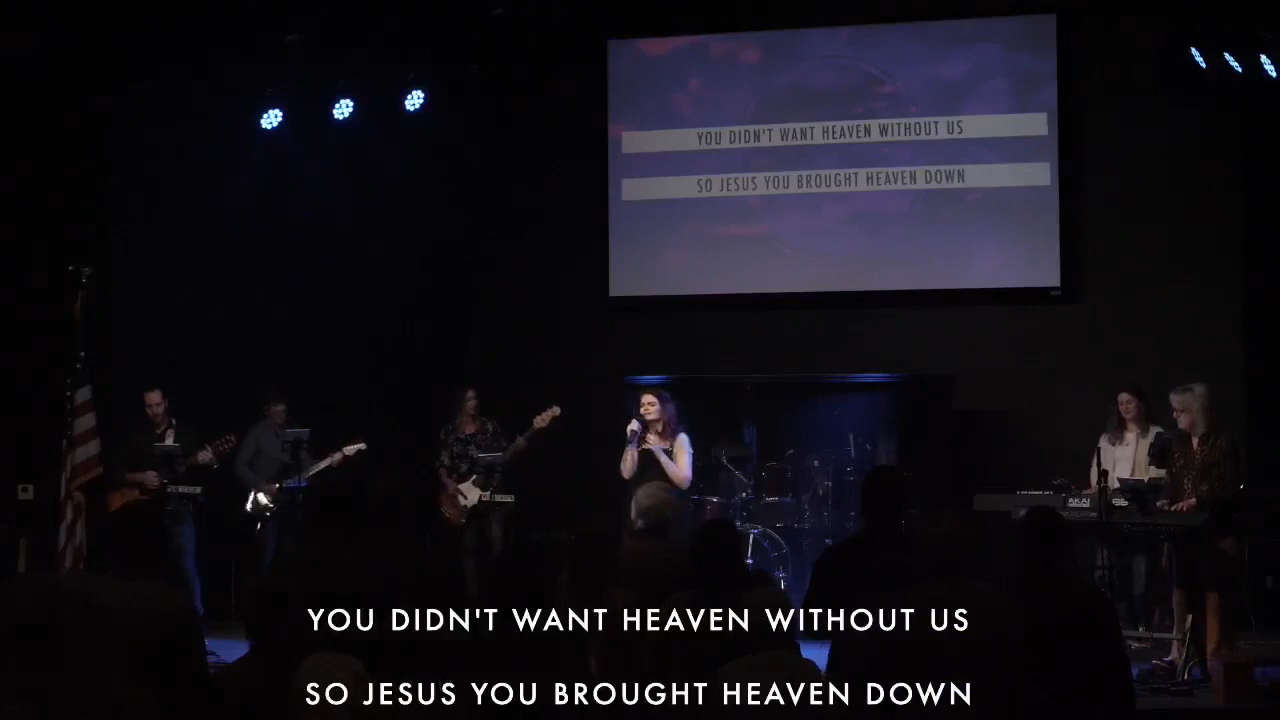 YOU DIDN'T WANT HEAVEN WITHOUT US
SO JESUS YOU BROUGHT HEAVEN DOWN
AKAI
YOU DIDN'T WANT HEAVEN WITHOUT US
SO JESUS YOU BROUGHT HEAVEN DOWN